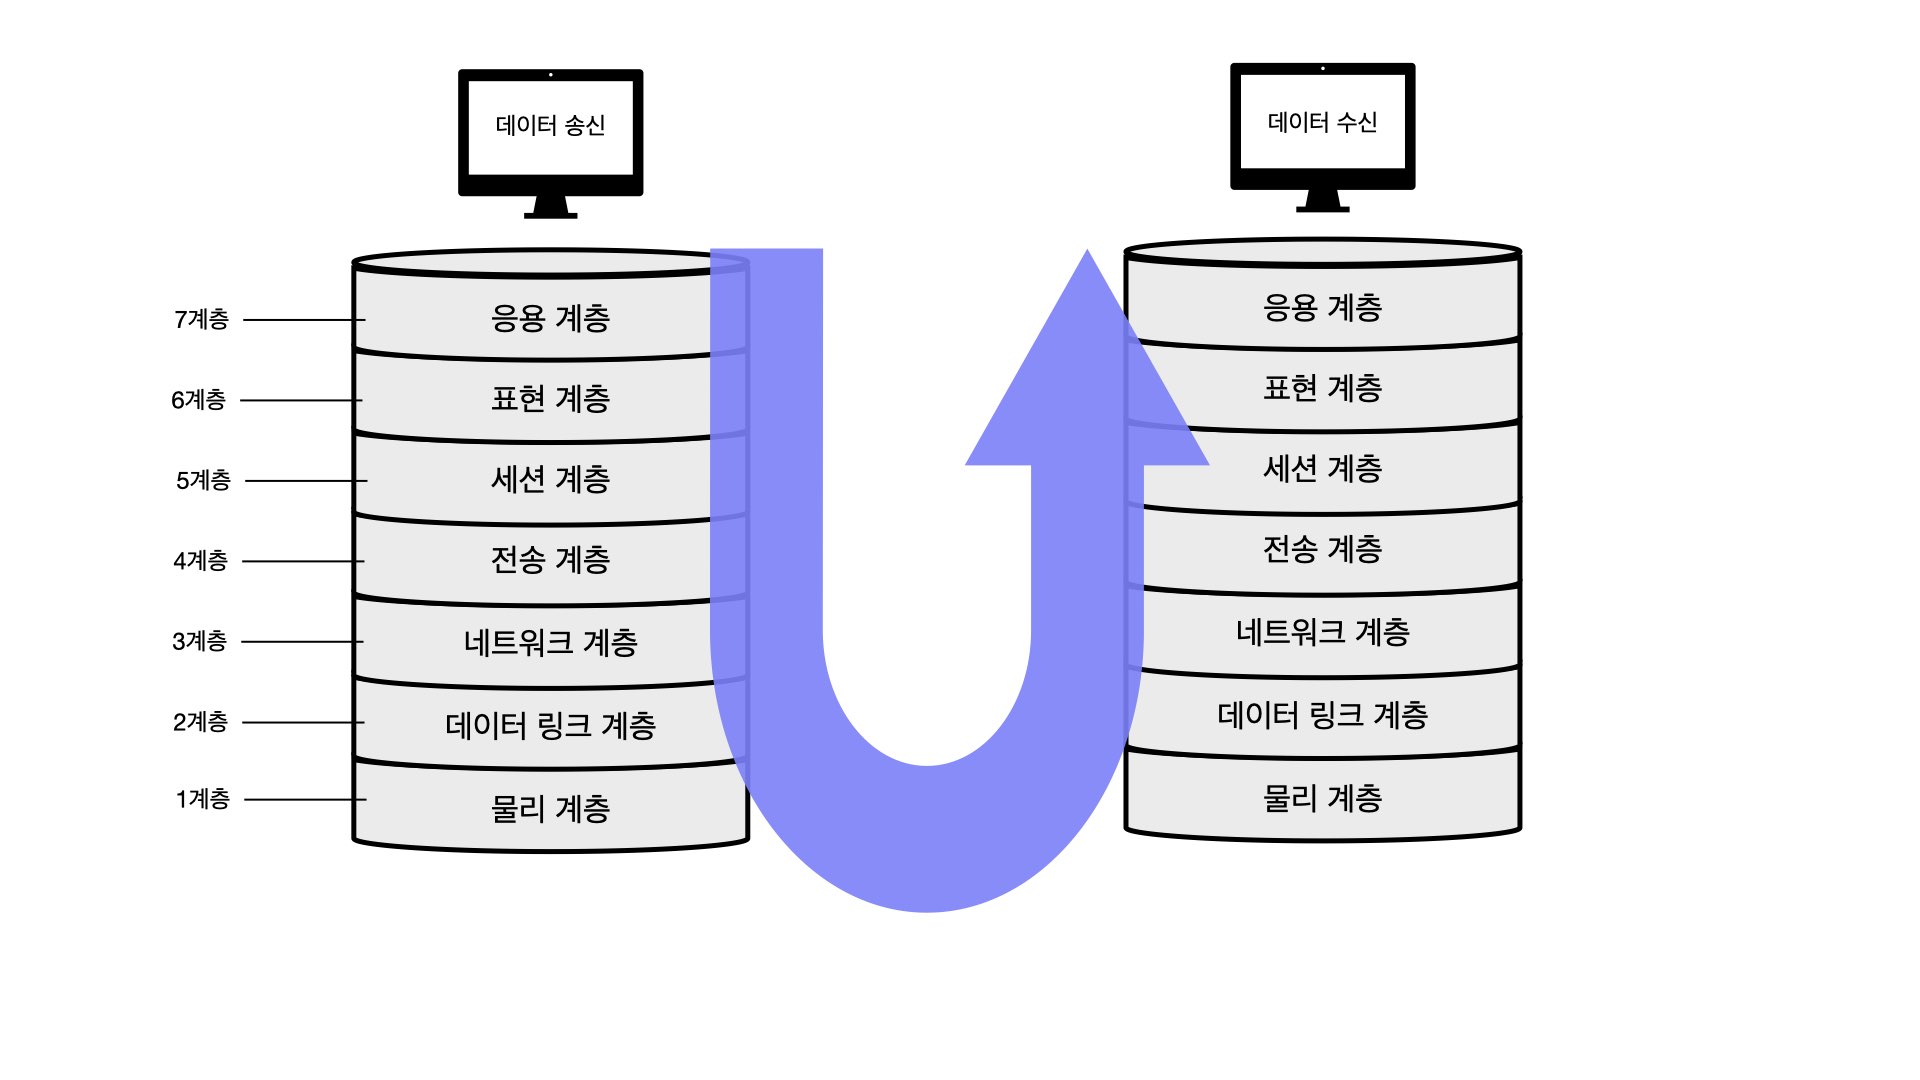 데이터 송신
7계층
응용 계층
6계층
표현 계층
5계층
세션 계층
4계층
전송 계층
3계층
네트워크 계층
2계층
데이터 링크 계층
1계층
물리 계층
데이터 수신
응용 계층
표현 계층
세션 계층
전송 계층
네트워크 계층
데이터 링크 계층
물리 계층